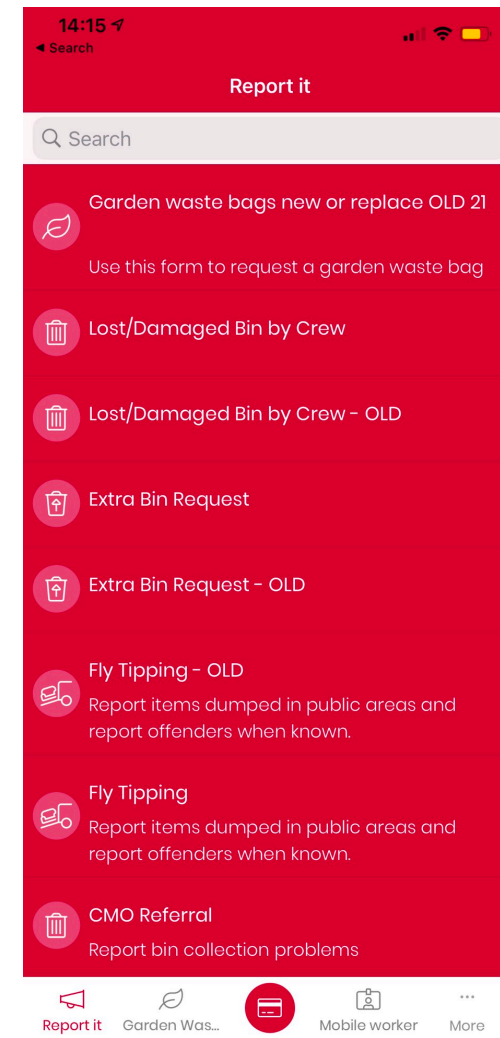 14:15
◀ Search
Report it
Search
Garden waste bags new or replace OLD 21
Use this form to request a garden waste bag
Lost/Damaged Bin by Crew
Lost/Damaged Bin by Crew - OLD
Extra Bin Request
Extra Bin Request - OLD
Fly Tipping - OLD
Report items dumped in public areas and
report offenders when known.
Fly Tipping
Report items dumped in public areas and
report offenders when known.
CMO Referral
Report bin collection problems
Report it
Garden Was...
Mobile worker
More